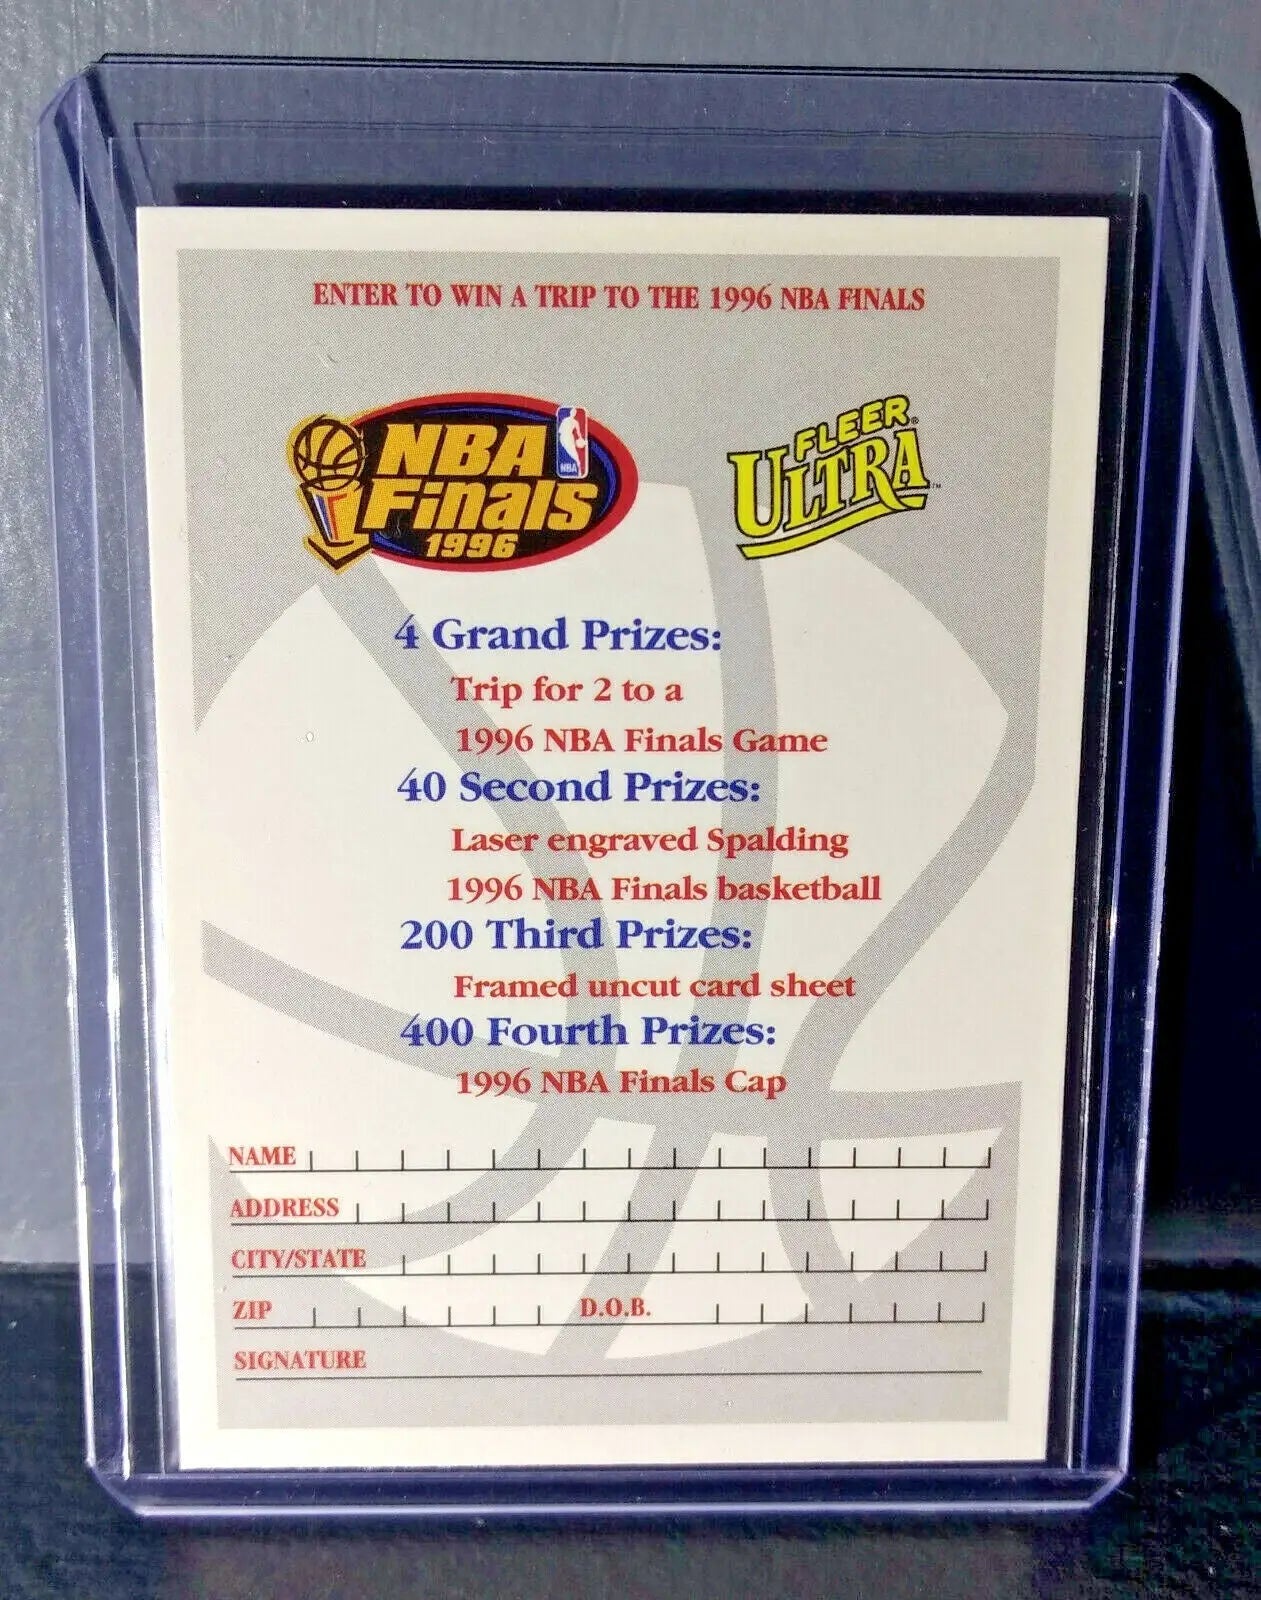 ENTER TO WIN A TRIP TO THE 1996 NBA FINALS
NBA
Finals
1996
NBA
FLEER®
ULTRA™
4 Grand Prizes:
Trip for 2 to a
1996 NBA Finals Game
40 Second Prizes:
Laser engraved Spalding
1996 NBA Finals basketball
200 Third Prizes:
Framed uncut card sheet
400 Fourth Prizes:
1996 NBA Finals Cap
NAME
ADDRESS
CITY/STATE
ZIP D.O.B.
SIGNATURE